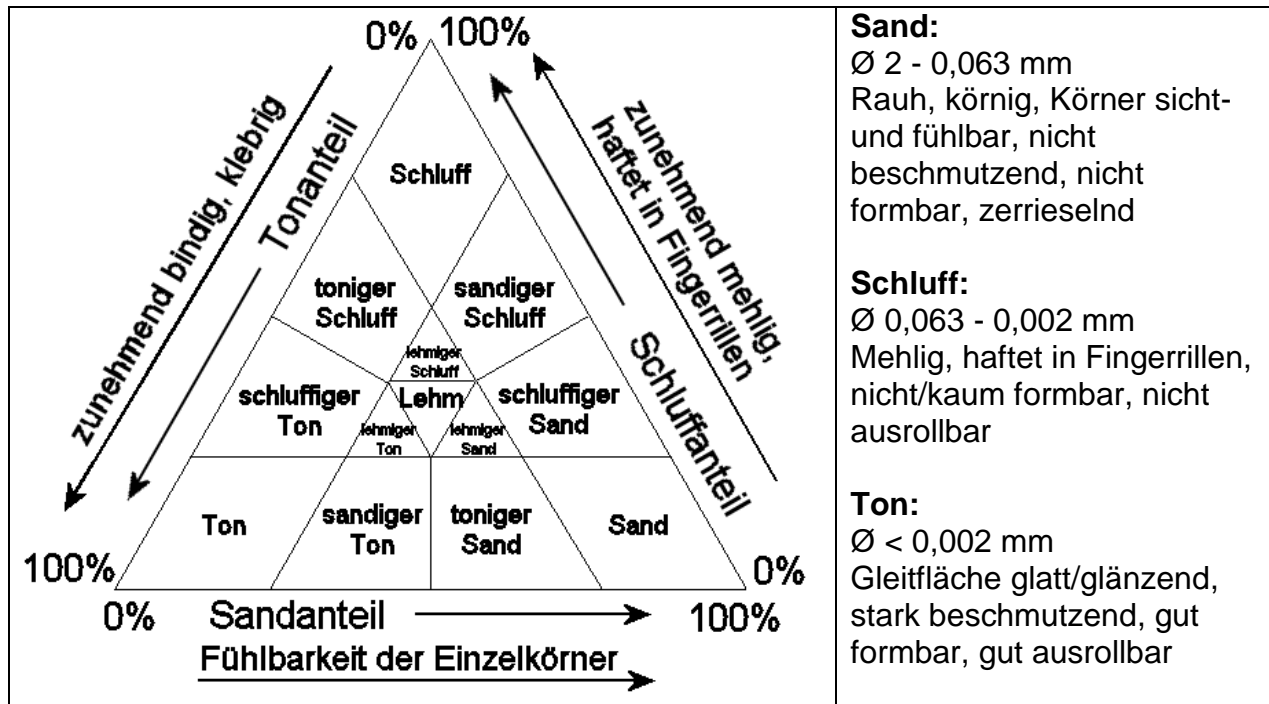 0% 100%
zunehmend bindig, klebrig
Tonanteil
zunehmend mehlig,
haftet in Fingerrillen
Schluffanteil
Schluff
toniger
Schluff
sandiger
Schluff
lehmiger
Schluff
schluffiger
Ton
Lehm
schluffiger
Sand
lehmiger
Ton
lehmiger
Sand
Ton
sandiger
Ton
toniger
Sand
Sand
100%
0%
0%
Sandanteil
100%
Fühlbarkeit der Einzelkörner
Sand:
Ø 2 - 0,063 mm
Rauh, körnig, Körner sicht-
und fühlbar, nicht
beschmutzend, nicht
formbar, zerrieselnd
Schluff:
Ø 0,063 - 0,002 mm
Mehlig, haftet in Fingerrillen,
nicht/kaum formbar, nicht
ausrollbar
Ton:
Ø < 0,002 mm
Gleitfläche glatt/glänzend,
stark beschmutzend, gut
formbar, gut ausrollbar